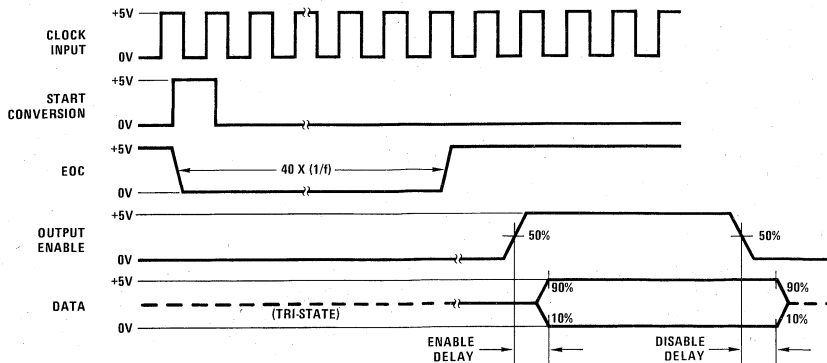 +5V
CLOCK
INPUT
0V
+5V
START
CONVERSION
0V
+5V
EOC
40 X (1/f)
0V
+5V
OUTPUT
ENABLE
50%
50%
0V
+5V
90%
90%
DATA
(TRI-STATE)
10%
10%
0V
ENABLE
DELAY
DISABLE
DELAY